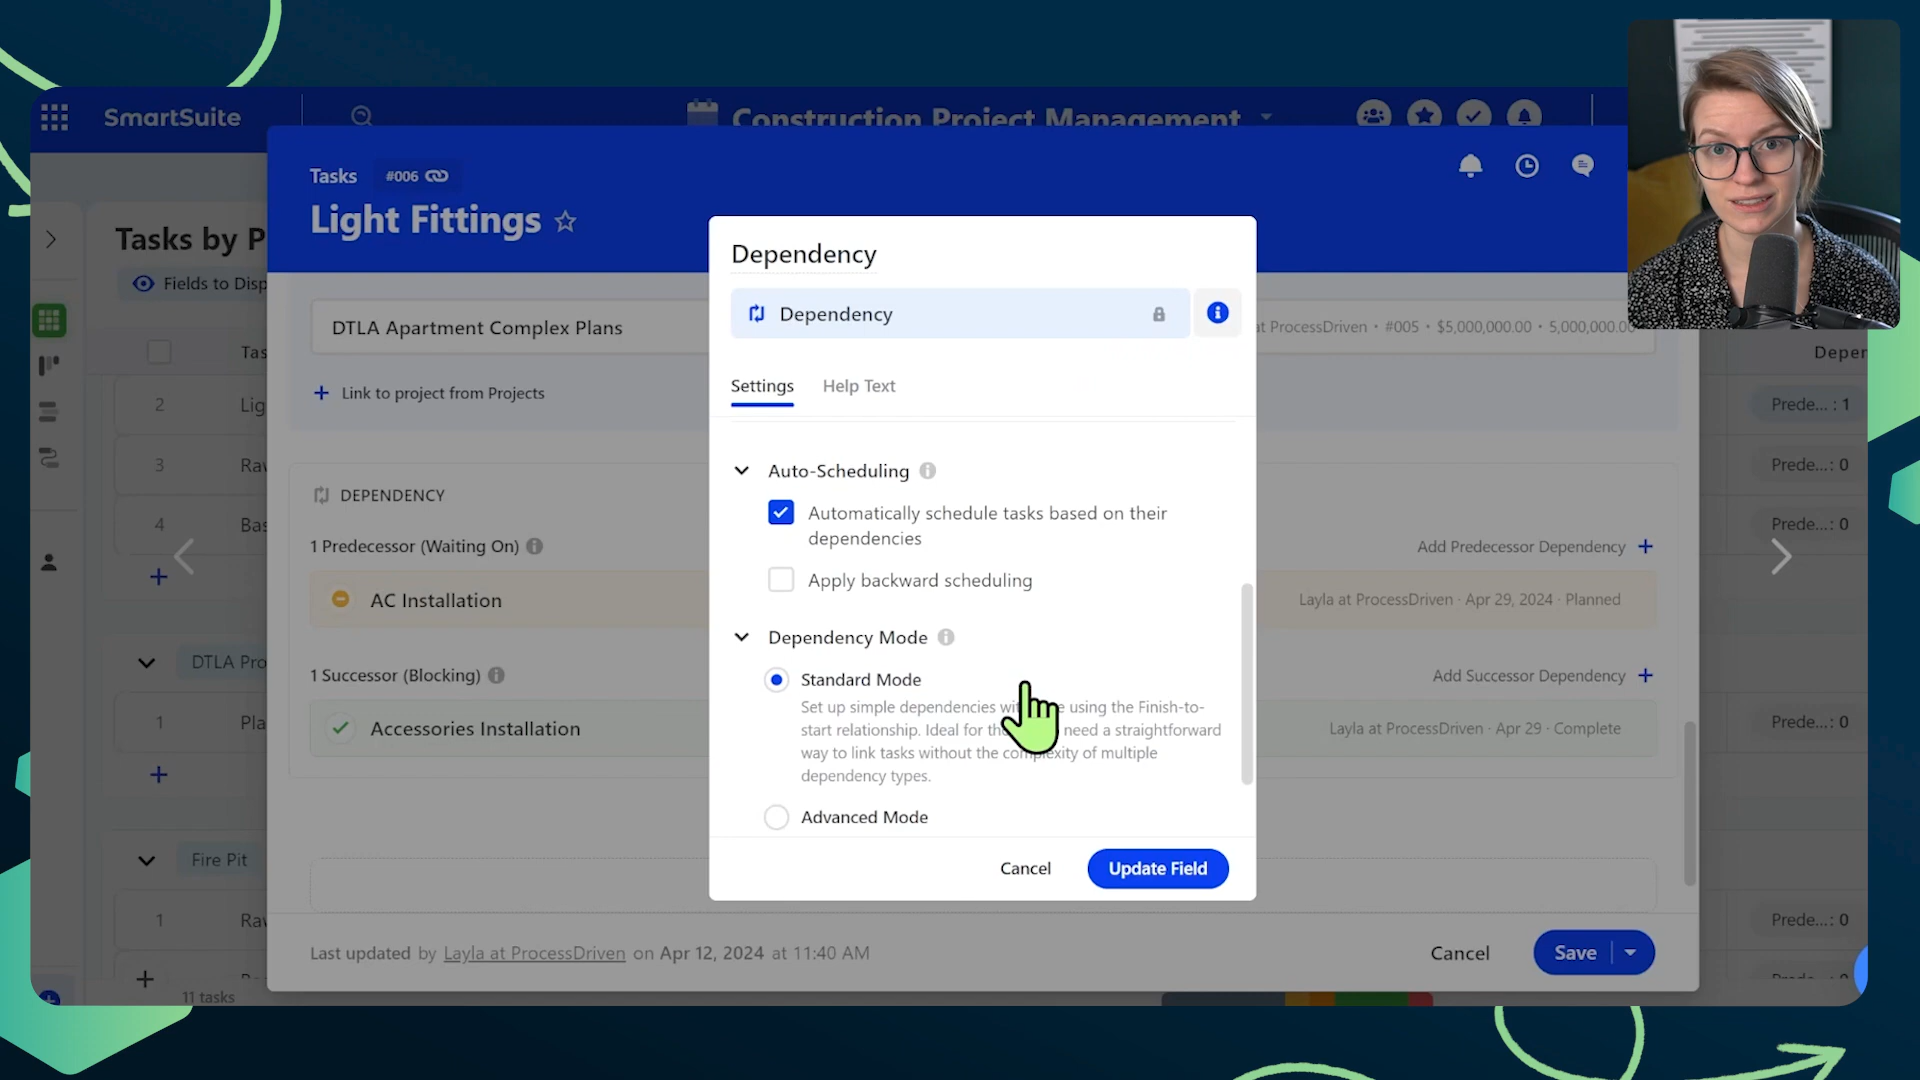 SmartSuite
Construction Project Management
Tasks #006
Light Fittings
Tasks by P
Fields to Disp
Tas
2 Lig
3 Rav
4 Bas
DTLA Pro
1 Pla
Fire Pit
1 Rav
11 tasks
DTLA Apartment Complex Plans
at ProcessDriven • #005 • $5,000,000.00 • 5,000,000.00
Link to project from Projects
DEPENDENCY
1 Predecessor (Waiting On)
Add Predecessor Dependency
AC Installation
Layla at ProcessDriven · Apr 29, 2024 · Planned
1 Successor (Blocking)
Add Successor Dependency
Accessories Installation
Layla at ProcessDriven · Apr 29 · Complete
Dependency
Dependency
Settings Help Text
Auto-Scheduling
Automatically schedule tasks based on their
dependencies
Apply backward scheduling
Dependency Mode
Standard Mode
Set up simple dependencies using the Finish-to-
start relationship. Ideal for need a straightforward
way to link tasks without the complexity of multiple
dependency types.
Advanced Mode
Cancel Update Field
Last updated by Layla at ProcessDriven on Apr 12, 2024 at 11:40 AM
Cancel Save
Deper
Prede... : 1
Prede...: 0
Prede...: 0
Prede...: 0
Prede...: 0